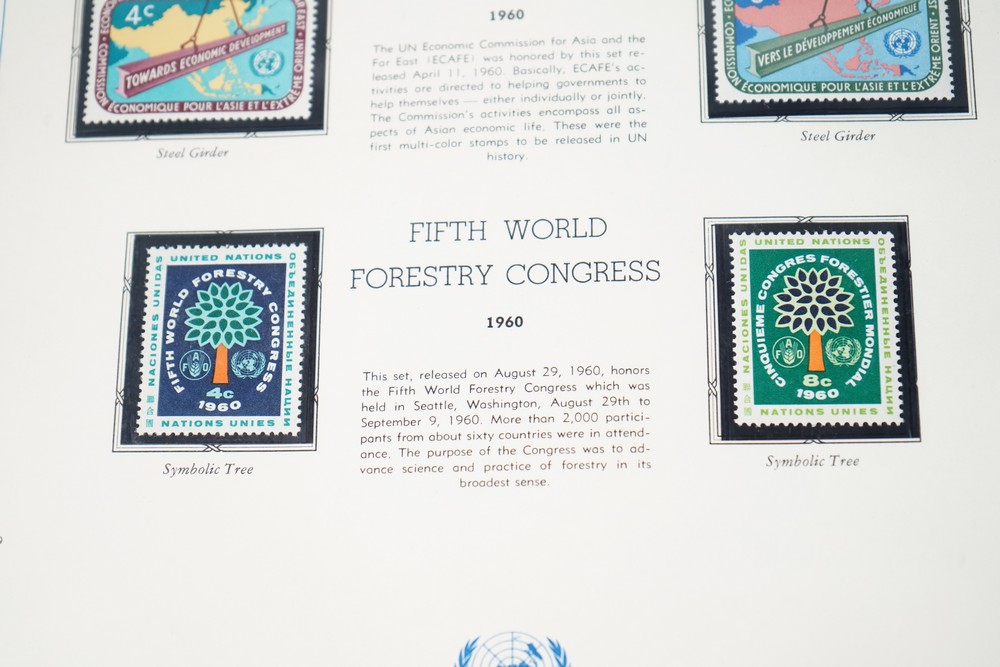 4c
TOWARDS ECONOMIC DEVELOPMENT
ÉCONOMIQUE POUR L'ASIE ET L'EXTRÊME ORIENT
COMMISSION
Steel Girder
1960
The UN Economic Commission for Asia and the
Far East (ECAFE) was honored by this set re-
leased April 11, 1960. Basically, ECAFE's ac-
tivities are directed to helping governments to
help themselves — either individually or jointly.
The Commission's activities encompass all as-
pects of Asian economic life. These were the
first multi-color stamps to be released in UN
history.
VERS LE DÉVELOPPEMENT ÉCONOMIQUE
COMMISSION
ÉCONOMIQUE POUR L'ASIE ET L'EXTRÊME ORIENT
Steel Girder
FIFTH WORLD
FORESTRY CONGRESS
1960
This set, released on August 29, 1960, honors
the Fifth World Forestry Congress which was
held in Seattle, Washington, August 29th to
September 9, 1960. More than 2,000 partici-
pants from about sixty countries were in attend-
ance. The purpose of the Congress was to ad-
vance science and practice of forestry in its
broadest sense.
UNITED NATIONS
NACIONES UNIDAS
ОБЪЕДИНЕННЫЕ НАЦИИ
FIFTH WORLD FORESTRY CONGRESS
FAO
4c
1960
NATIONS UNIES
Symbolic Tree
UNITED NATIONS
NACIONES UNIDAS
ОБЪЕДИНЕННЫЕ НАЦИИ
CINQUIEME CONGRES FORESTIER MONDIAL
FAO
8c
1960
NATIONS UNIES
Symbolic Tree